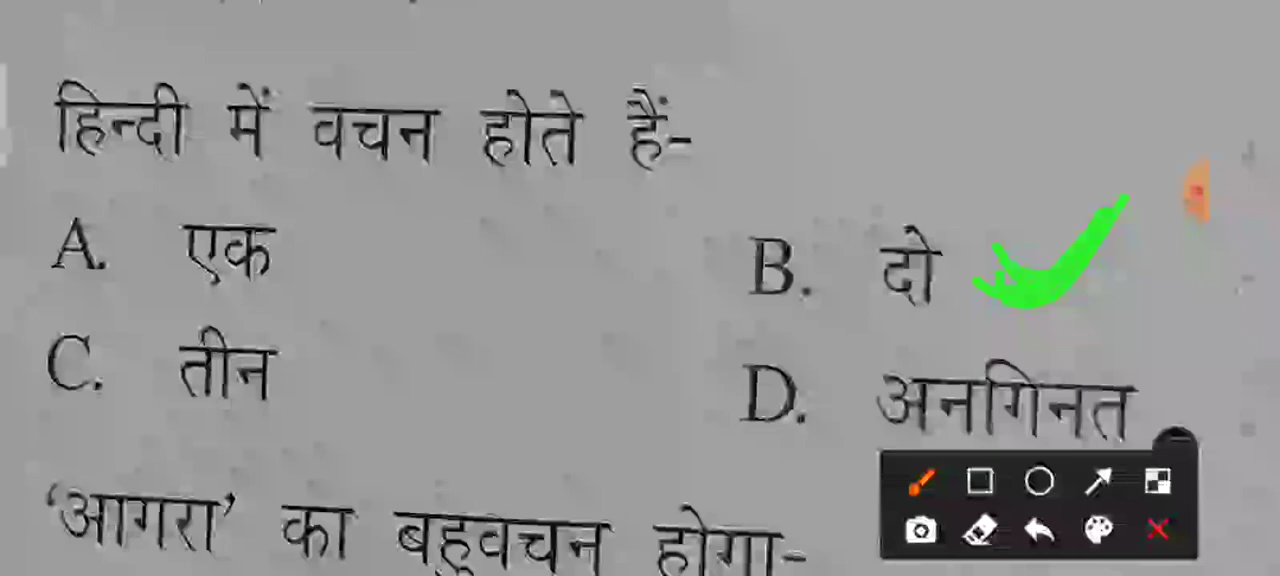 हिन्दी में वचन होते हैं-
A. एक
B. दो
C. तीन
D. अनगिनत
‘आगरा’ का बहुवचन होगा-